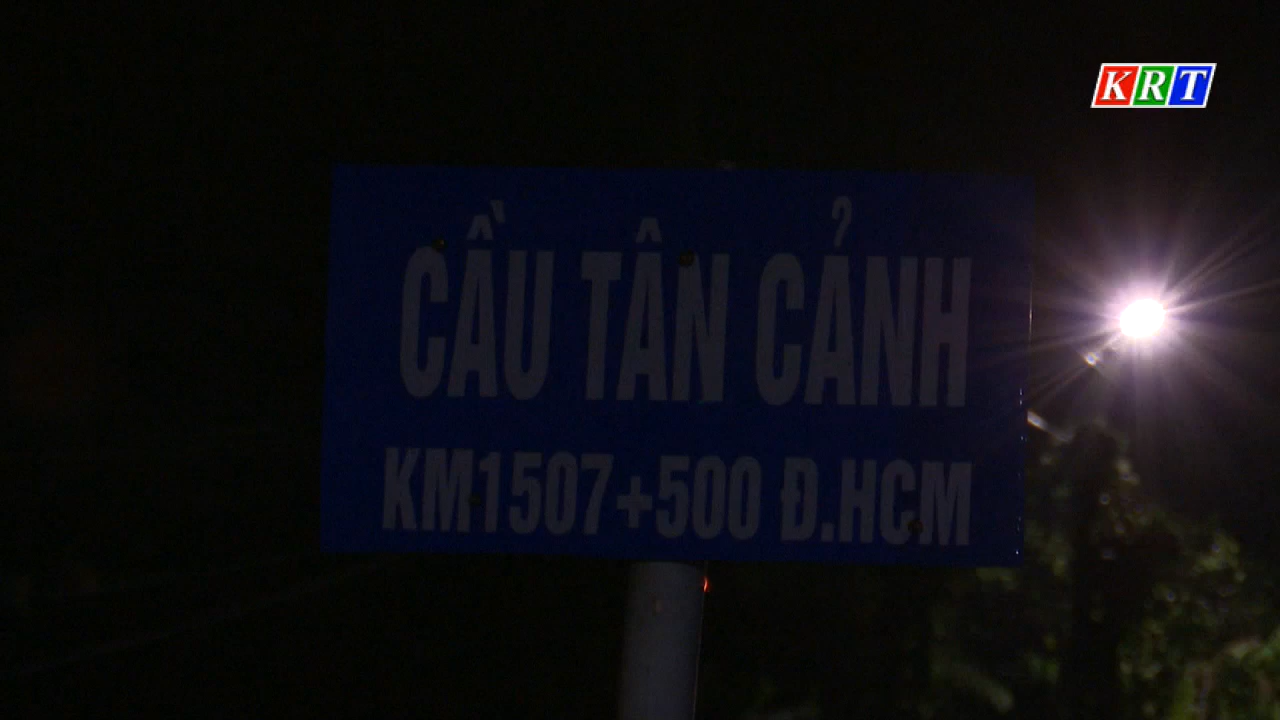 KRT
CẦU TÂN CẢNH
KM1507+500 Đ.HCM